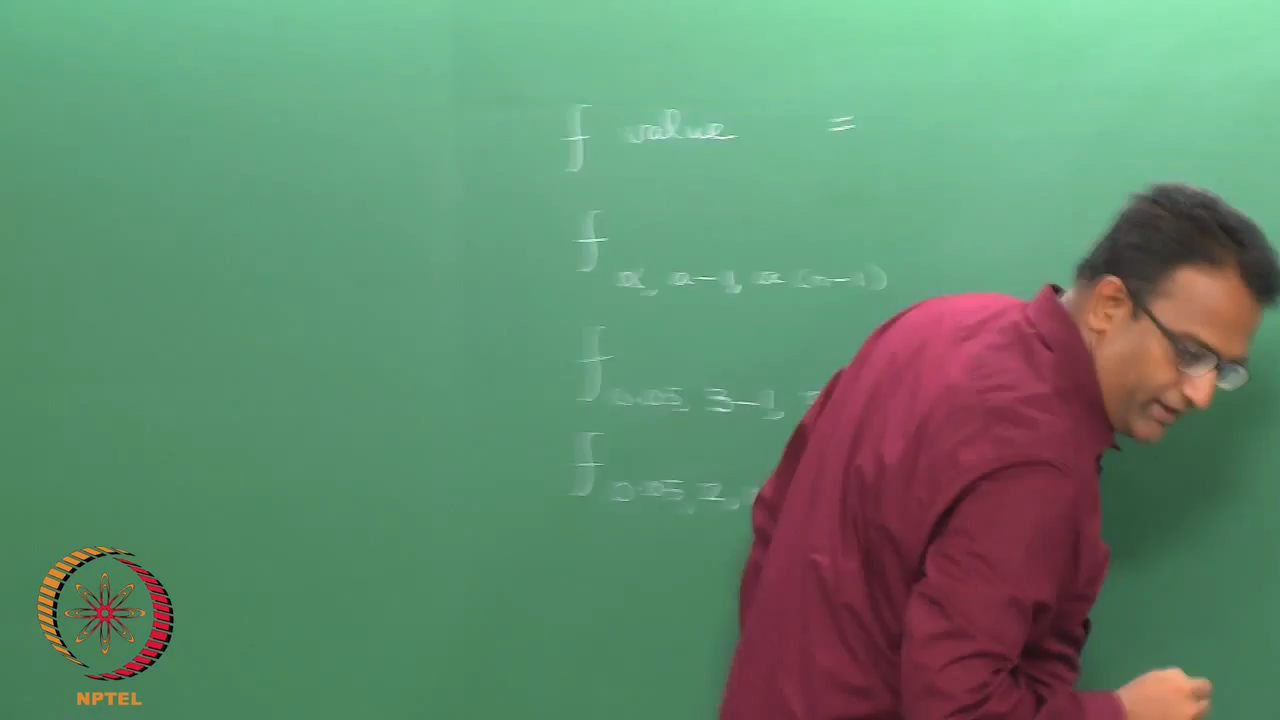 f value =
f α, a-1, a(n-1)
f 0.05, 3-1,
f 0.05, 2,
NPTEL